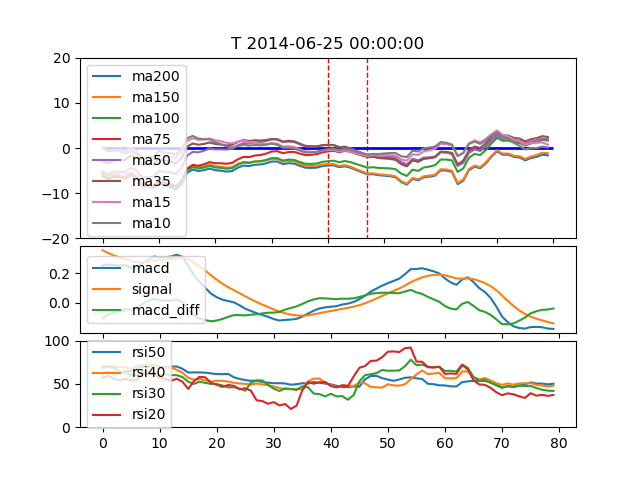 T 2014-06-25 00:00:00
20
10
0
−10
−20
ma200
ma150
ma100
ma75
ma50
ma35
ma15
ma10
0.2
0.0
macd
signal
macd_diff
100
50
0
rsi50
rsi40
rsi30
rsi20
0 10 20 30 40 50 60 70 80